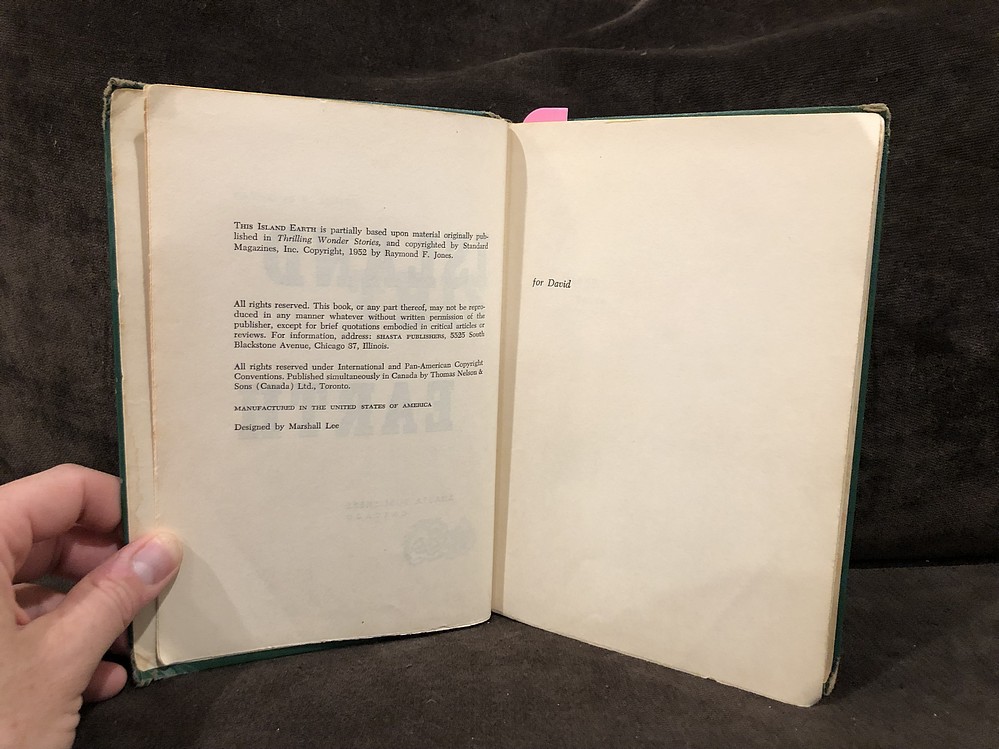 THIS ISLAND EARTH is partially based upon material originally pub-
lished in Thrilling Wonder Stories, and copyrighted by Standard
Magazines, Inc. Copyright, 1952 by Raymond F. Jones.
All rights reserved. This book, or any part thereof, may not be repro-
duced in any manner whatever without written permission of the
publisher, except for brief quotations embodied in critical articles or
reviews. For information, address: SHASTA PUBLISHERS, 5525 South
Blackstone Avenue, Chicago 37, Illinois.
All rights reserved under International and Pan-American Copyright
Conventions. Published simultaneously in Canada by Thomas Nelson &
Sons (Canada) Ltd., Toronto.
MANUFACTURED IN THE UNITED STATES OF AMERICA
Designed by Marshall Lee
for David